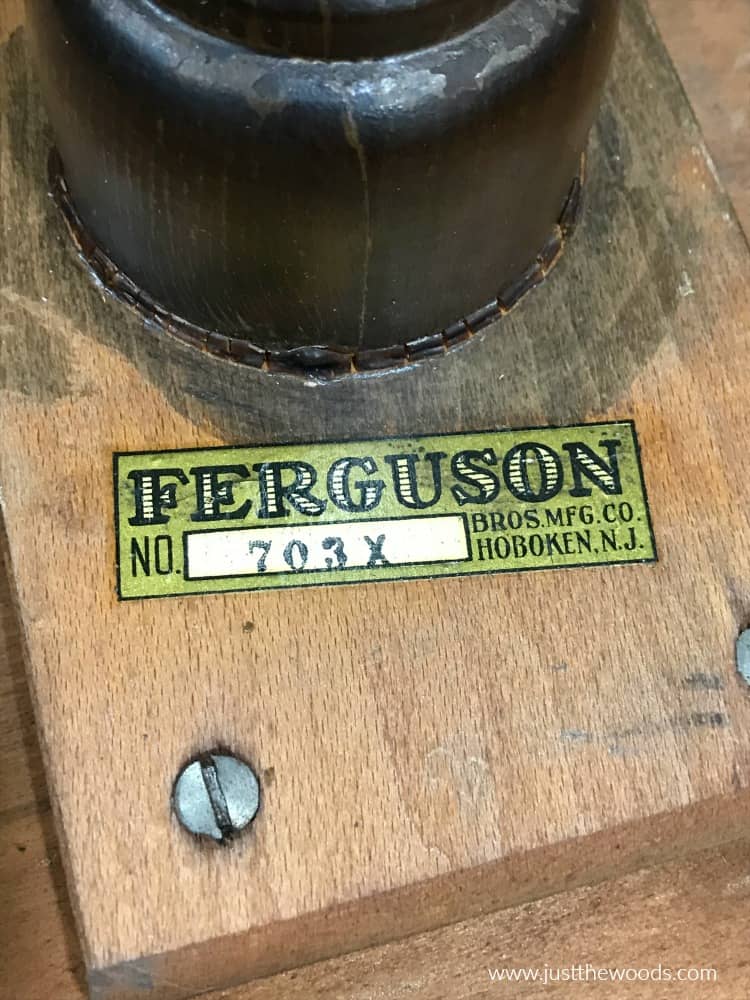 FERGUSON
BROS. MFG. CO.
NO. 703X HOBOKEN, N.J.
www.justthewoods.com